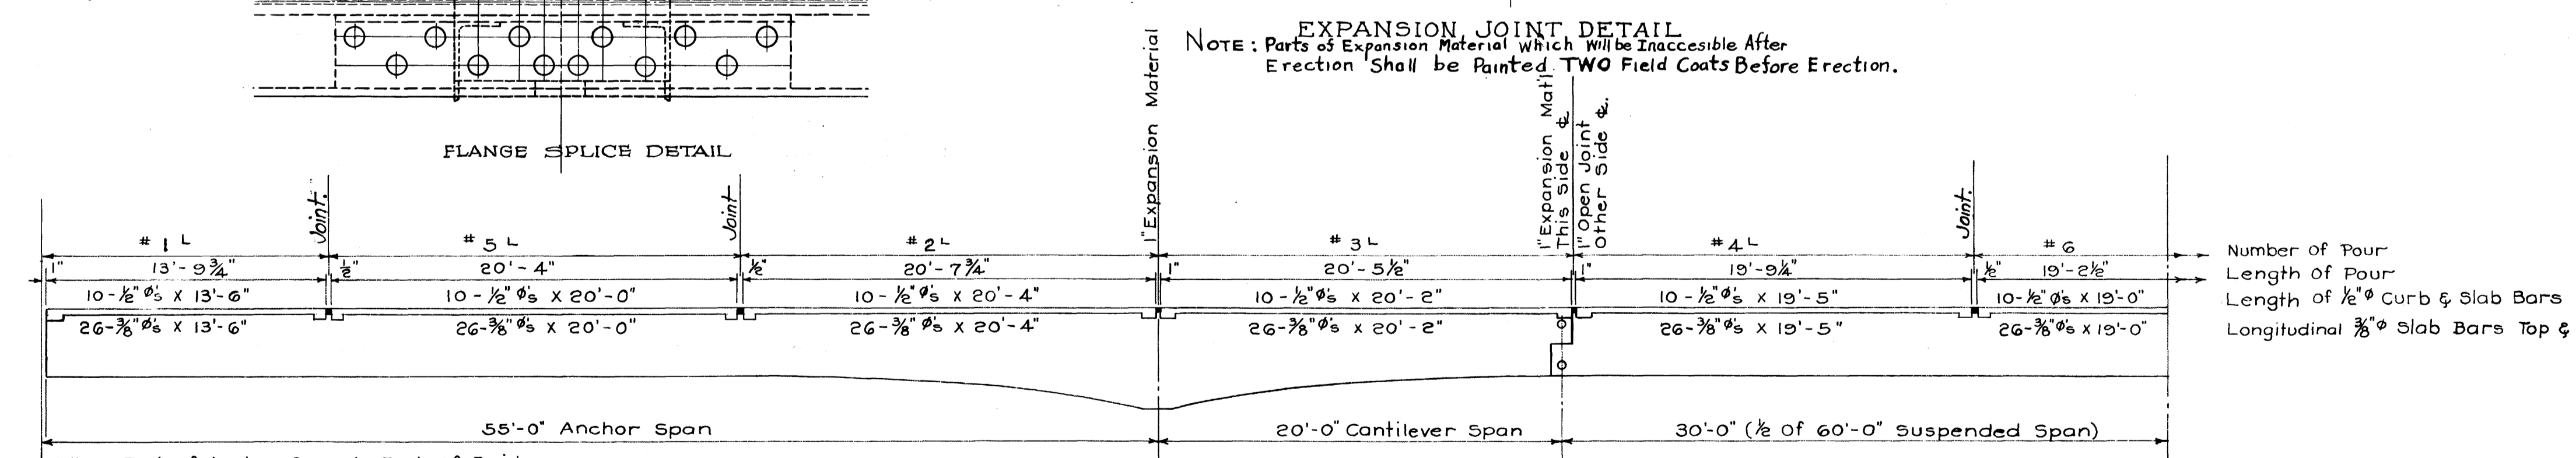 EXPANSION JOINT DETAIL
NOTE: Parts of Expansion Material Which Will be Inaccesible After
Erection Shall be Painted TWO Field Coats Before Erection.
FLANGE SPLICE DETAIL
Joint.
Joint
1" Expansion Material
1" Expansion Mat'l
This Side ℄
1" Open Joint
Other Side ℄.
Joint.
#1 L #5 L #2 L #3 L #4 L #6 Number of Pour
1" 13'-9¾" ½" 20'-4" ½" 20'-7¾" 1" 20'-5½" 1" 19'-9¼" ½" 19'-2½" Length of Pour
10-½"Φ's X 13'-6" 10-½"Φ's X 20'-0" 10-½"Φ's X 20'-4" 10-½"Φ's X 20'-2" 10-½"Φ's X 19'-5" 10-½"Φ's X 19'-0" Length of ½"Φ Curb & Slab Bars
26-⅜"Φ's X 13'-6" 26-⅜"Φ's X 20'-0" 26-⅜"Φ's X 20'-4" 26-⅜"Φ's X 20'-2" 26-⅜"Φ's X 19'-5" 26-⅜"Φ's X 19'-0" Longitudinal ⅜"Φ Slab Bars Top &
55'-0" Anchor Span 20'-0" Cantilever Span 30'-0" (½ of 60'-0" Suspended Span)